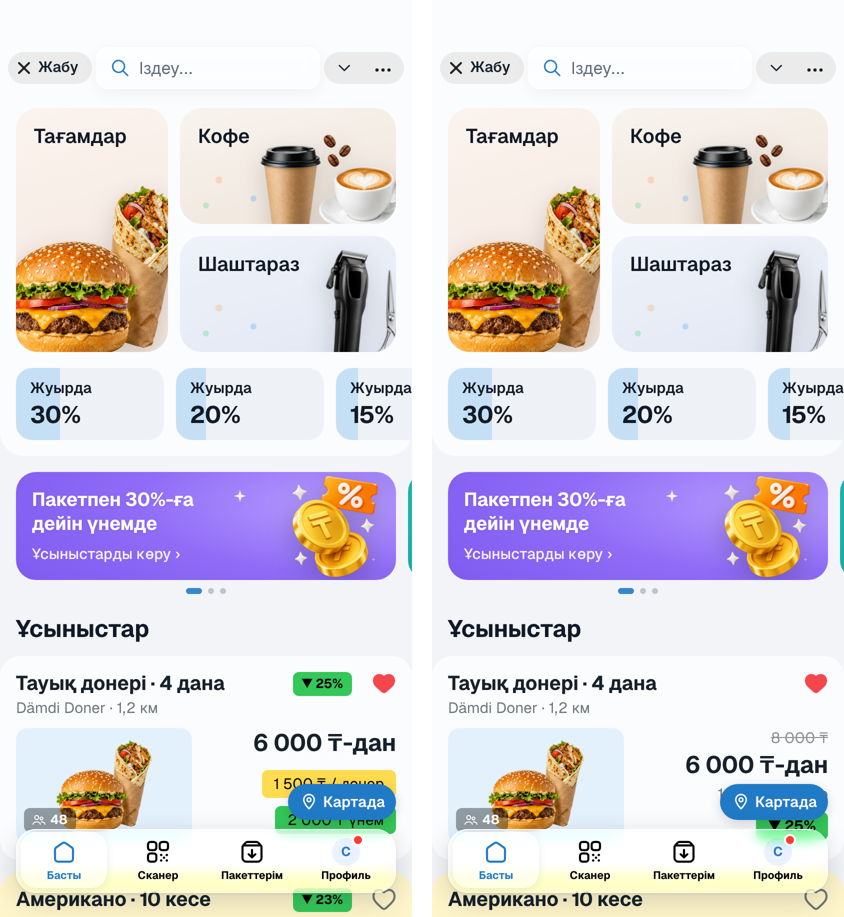 Жабу
Іздеу...
Тағамдар
Кофе
Шаштараз
Жуырда
30%
Жуырда
20%
Жуырда
15%
Пакетпен 30%-ға
дейін үнемде
%
₸
Ұсыныстарды көру ›
Ұсыныстар
Тауық донері · 4 дана
▼ 25%
Dämdi Doner · 1,2 км
6 000 ₸-дан
1 500 ₸ / донер
Картада
48
2 000 ₸ үнем
Басты
Сканер
Пакеттерім
С
Профиль
Американо · 10 кесе
▼ 23%
Жабу
Іздеу...
Тағамдар
Кофе
Шаштараз
Жуырда
30%
Жуырда
20%
Жуырда
15%
Пакетпен 30%-ға
дейін үнемде
%
₸
Ұсыныстарды көру ›
Ұсыныстар
Тауық донері · 4 дана
Dämdi Doner · 1,2 км
8 000 ₸
6 000 ₸-дан
Картада
48
▼ 25%
Басты
Сканер
Пакеттерім
С
Профиль
Американо · 10 кесе